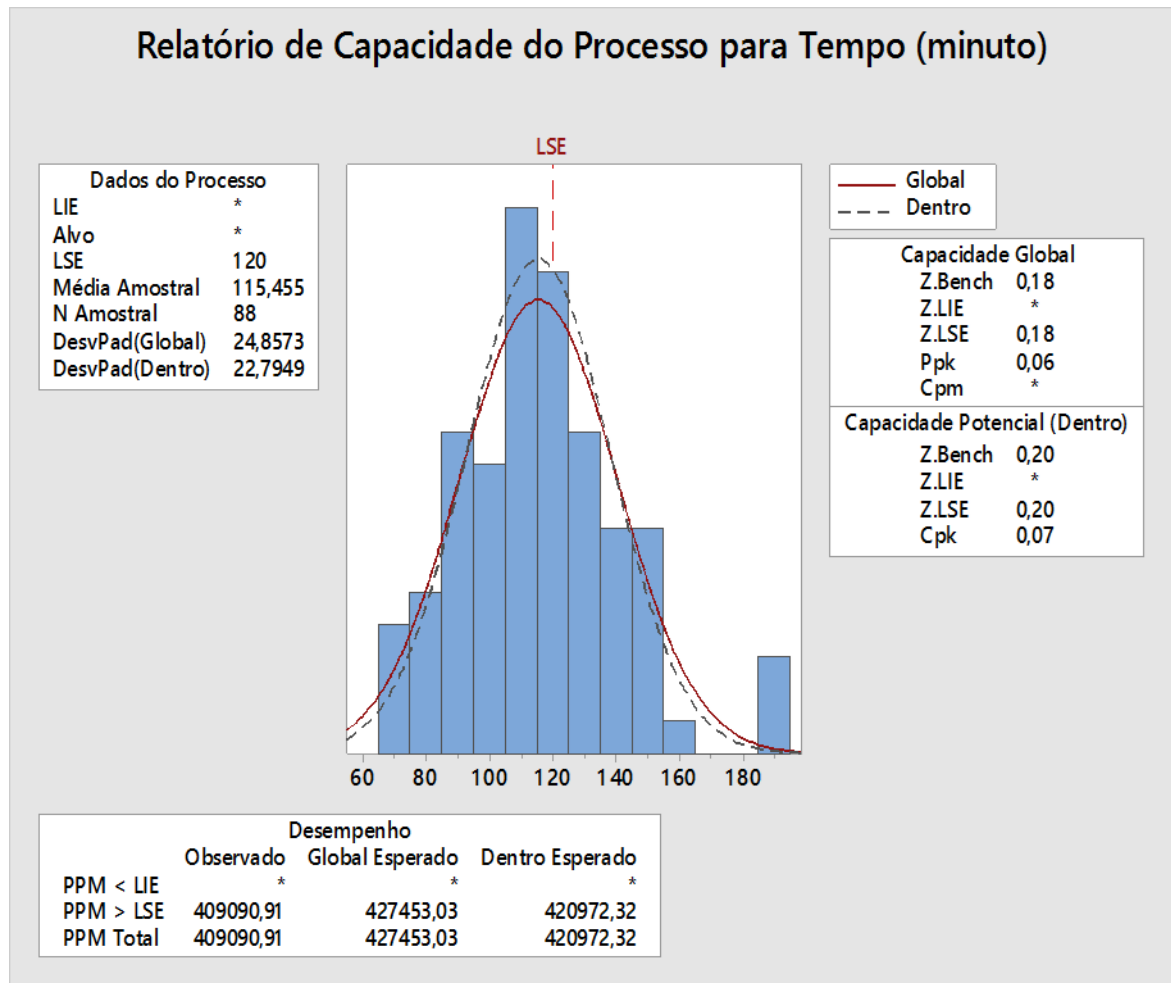 Relatório de Capacidade do Processo para Tempo (minuto)
LSE
Dados do Processo
LIE *
Alvo *
LSE 120
Média Amostral 115,455
N Amostral 88
DesvPad(Global) 24,8573
DesvPad(Dentro) 22,7949
Global
Dentro
Capacidade Global
Z.Bench 0,18
Z.LIE *
Z.LSE 0,18
Ppk 0,06
Cpm *
Capacidade Potencial (Dentro)
Z.Bench 0,20
Z.LIE *
Z.LSE 0,20
Cpk 0,07
60 80 100 120 140 160 180
Desempenho
Observado Global Esperado Dentro Esperado
PPM < LIE * * *
PPM > LSE 409090,91 427453,03 420972,32
PPM Total 409090,91 427453,03 420972,32